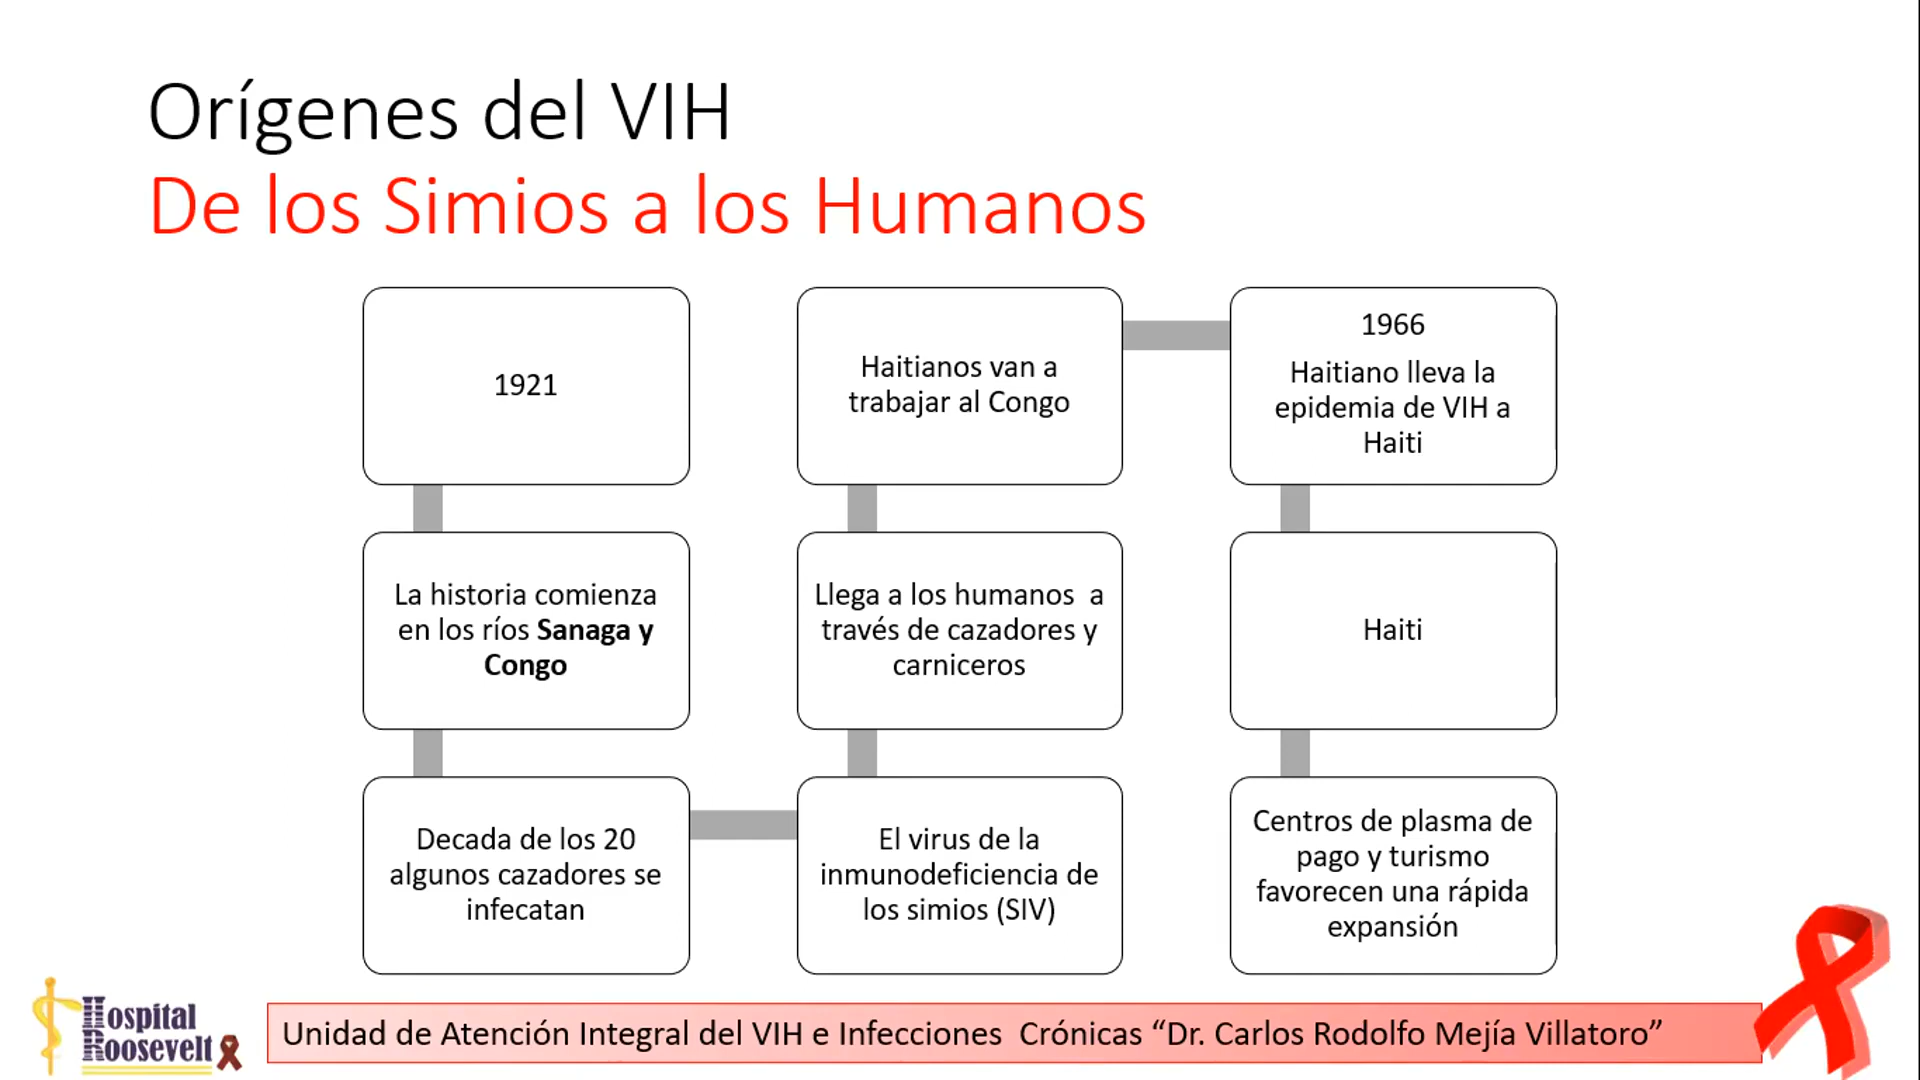 Orígenes del VIH
De los Simios a los Humanos
1921
La historia comienza
en los ríos Sanaga y
Congo
Decada de los 20
algunos cazadores se
infecatan
El virus de la
inmunodeficiencia de
los simios (SIV)
Llega a los humanos  a
través de cazadores y
carniceros
Haitianos van a
trabajar al Congo
1966
Haitiano lleva la
epidemia de VIH a
Haiti
Haiti
Centros de plasma de
pago y turismo
favorecen una rápida
expansión
Hospital
Roosevelt
Unidad de Atención Integral del VIH e Infecciones  Crónicas “Dr. Carlos Rodolfo Mejía Villatoro”